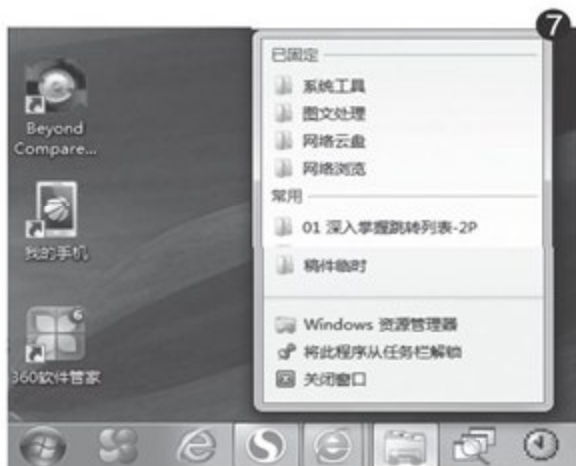 7
已固定
系统工具
图文处理
网络云盘
网络浏览
常用
01 深入掌握跳转列表-2P
稿件临时
Windows 资源管理器
将此程序从任务栏解锁
关闭窗口
Beyond
Compare...
我的手机
6
360软件管家